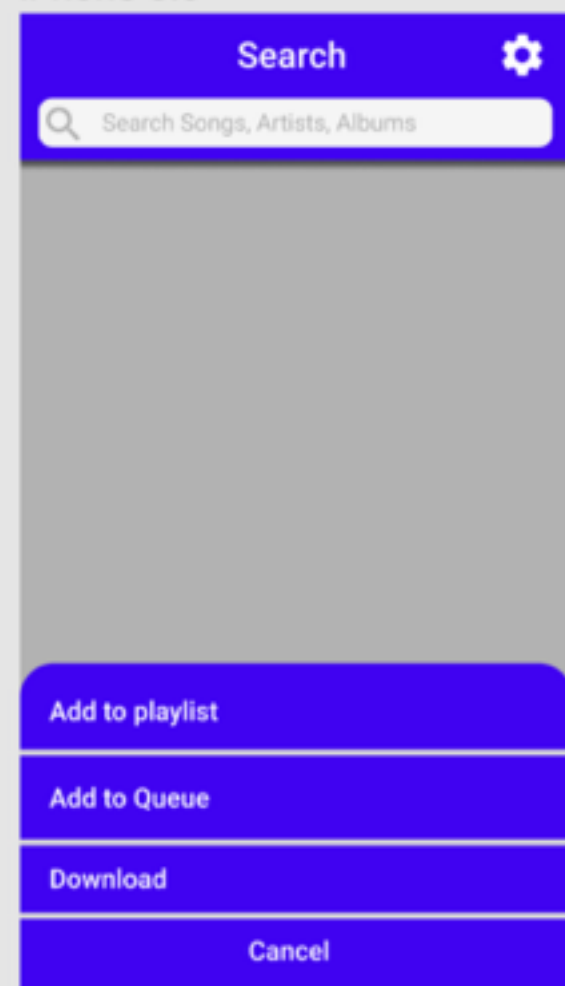 Search
Search Songs, Artists, Albums
Add to playlist
Add to Queue
Download
Cancel